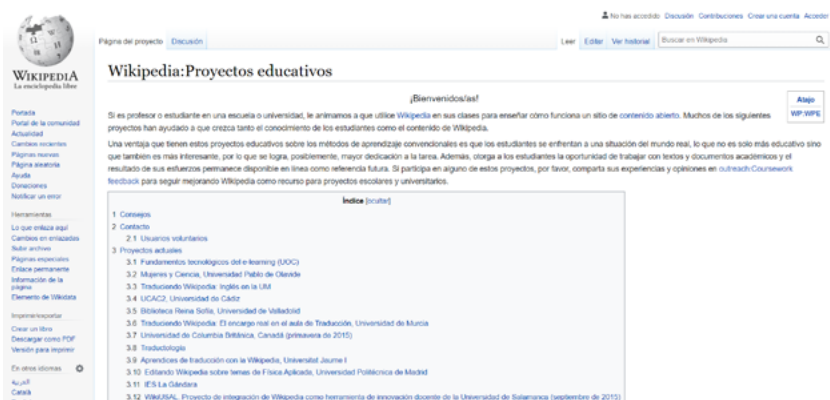 No has accedido Discusión Contribuciones Crear una cuenta Acceder
Página del proyecto Discusión Leer Editar Ver historial Buscar en Wikipedia
WIKIPEDIA
La enciclopedia libre
Wikipedia:Proyectos educativos
¡Bienvenidos/as!
Atajo
WP:WPE
Si es profesor o estudiante en una escuela o universidad, le animamos a que utilice Wikipedia en sus clases para enseñar cómo funciona un sitio de contenido abierto. Muchos de los siguientes
proyectos han ayudado a que crezca tanto el conocimiento de los estudiantes como el contenido de Wikipedia.
Una ventaja que tienen estos proyectos educativos sobre los métodos de aprendizaje convencionales es que los estudiantes se enfrentan a una situación del mundo real, lo que no es solo más educativo sino
que también es más interesante, por lo que se logra, posiblemente, mayor dedicación a la tarea. Además, otorga a los estudiantes la oportunidad de trabajar con textos y documentos académicos y el
resultado de sus esfuerzos permanece disponible en línea como referencia futura. Si participa en alguno de estos proyectos, por favor, comparta sus experiencias y opiniones en outreach:Coursework
feedback para seguir mejorando Wikipedia como recurso para proyectos escolares y universitarios.
Índice [ocultar]
1 Consejos
2 Contacto
2.1 Usuarios voluntarios
3 Proyectos actuales
3.1 Fundamentos tecnológicos del e-learning (UOC)
3.2 Mujeres y Ciencia, Universidad Pablo de Olavide
3.3 Traduciendo Wikipedia: Inglés en la UM
3.4 UCAC2, Universidad de Cádiz
3.5 Biblioteca Reina Sofía, Universidad de Valladolid
3.6 Traduciendo Wikipedia: El encargo real en el aula de Traducción, Universidad de Murcia
3.7 Universidad de Columbia Británica, Canadá (primavera de 2015)
3.8 Traductología
3.9 Aprendices de traducción con la Wikipedia, Universitat Jaume I
3.10 Editando Wikipedia sobre temas de Física Aplicada, Universidad Politécnica de Madrid
3.11 IES La Gándara
3.12 WikiUSAL. Proyecto de integración de Wikipedia como herramienta de innovación docente de la Universidad de Salamanca (septiembre de 2015)
Portada
Portal de la comunidad
Actualidad
Cambios recientes
Páginas nuevas
Página aleatoria
Ayuda
Donaciones
Notificar un error
Herramientas
Lo que enlaza aquí
Cambios en enlazadas
Subir archivo
Páginas especiales
Enlace permanente
Información de la
página
Elemento de Wikidata
Imprimir/exportar
Crear un libro
Descargar como PDF
Versión para imprimir
En otros idiomas
العربية
Català